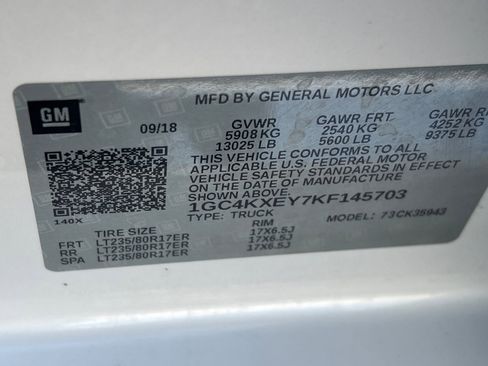 GM
MFD BY GENERAL MOTORS LLC
09/18
GVWR GAWR FRT GAWR
5908 KG 2540 KG 4252 KG
13025 LB 5600 LB 9375 LB
THIS VEHICLE CONFORMS TO ALL
APPLICABLE U.S. FEDERAL MOTOR
VEHICLE SAFETY STANDARDS IN EFFECT
ON THE DATE OF MANUFACTURE
SHOWN ABOVE.
1GC4KXEY7KF145703
TYPE: TRUCK MODEL: 73CK35943
140X
TIRE SIZE RIM
FRT LT235/80R17ER 17X6.5J
RR LT235/80R17ER 17X6.5J
SPA LT235/80R17ER 17X6.5J